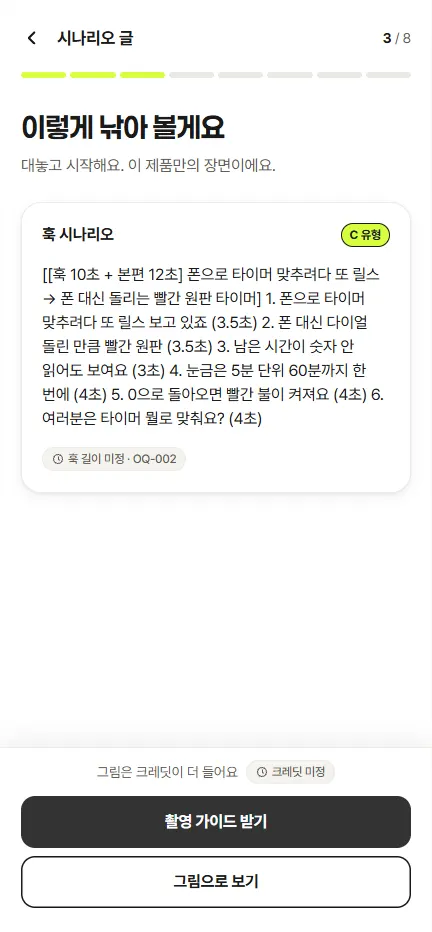 시나리오 글
3 / 8
이렇게 낚아 볼게요
대놓고 시작해요. 이 제품만의 장면이에요.
훅 시나리오
C 유형
[[훅 10초 + 본편 12초] 폰으로 타이머 맞추려다 또 릴스
→ 폰 대신 돌리는 빨간 원판 타이머] 1. 폰으로 타이머
맞추려다 또 릴스 보고 있죠 (3.5초) 2. 폰 대신 다이얼
돌린 만큼 빨간 원판 (3.5초) 3. 남은 시간이 숫자 안
읽어도 보여요 (3초) 4. 눈금은 5분 단위 60분까지 한
번에 (4초) 5. 0으로 돌아오면 빨간 불이 켜져요 (4초) 6.
여러분은 타이머 뭘로 맞춰요? (4초)
훅 길이 미정 · OQ-002
그림은 크레딧이 더 들어요
크레딧 미정
촬영 가이드 받기
그림으로 보기